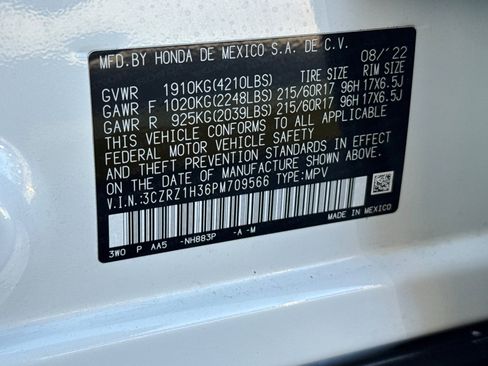 MFD.BY HONDA DE MEXICO S.A. DE C.V. 08/'22
GVWR 1910KG(4210LBS) TIRE SIZE RIM SIZE
GAWR F 1020KG(2248LBS) 215/60R17 96H 17X6.5J
GAWR R 925KG(2039LBS) 215/60R17 96H 17X6.5J
THIS VEHICLE CONFORMS TO ALL APPLICABLE
FEDERAL MOTOR VEHICLE SAFETY
AND THEFT PREVENTION STANDARDS IN EFFECT
ON THE DATE OF MANUFACTURE SHOWN ABOVE.
V.I.N.:3CZRZ1H36PM709566 TYPE:MPV
3W0 P AA5 -NH883P -A -M MADE IN MEXICO